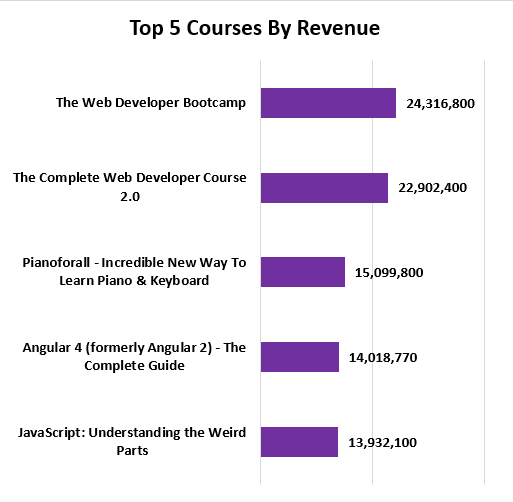 Top 5 Courses By Revenue
The Web Developer Bootcamp
24,316,800
The Complete Web Developer Course
2.0
22,902,400
Pianoforall - Incredible New Way To
Learn Piano & Keyboard
15,099,800
Angular 4 (formerly Angular 2) - The
Complete Guide
14,018,770
JavaScript: Understanding the Weird
Parts
13,932,100